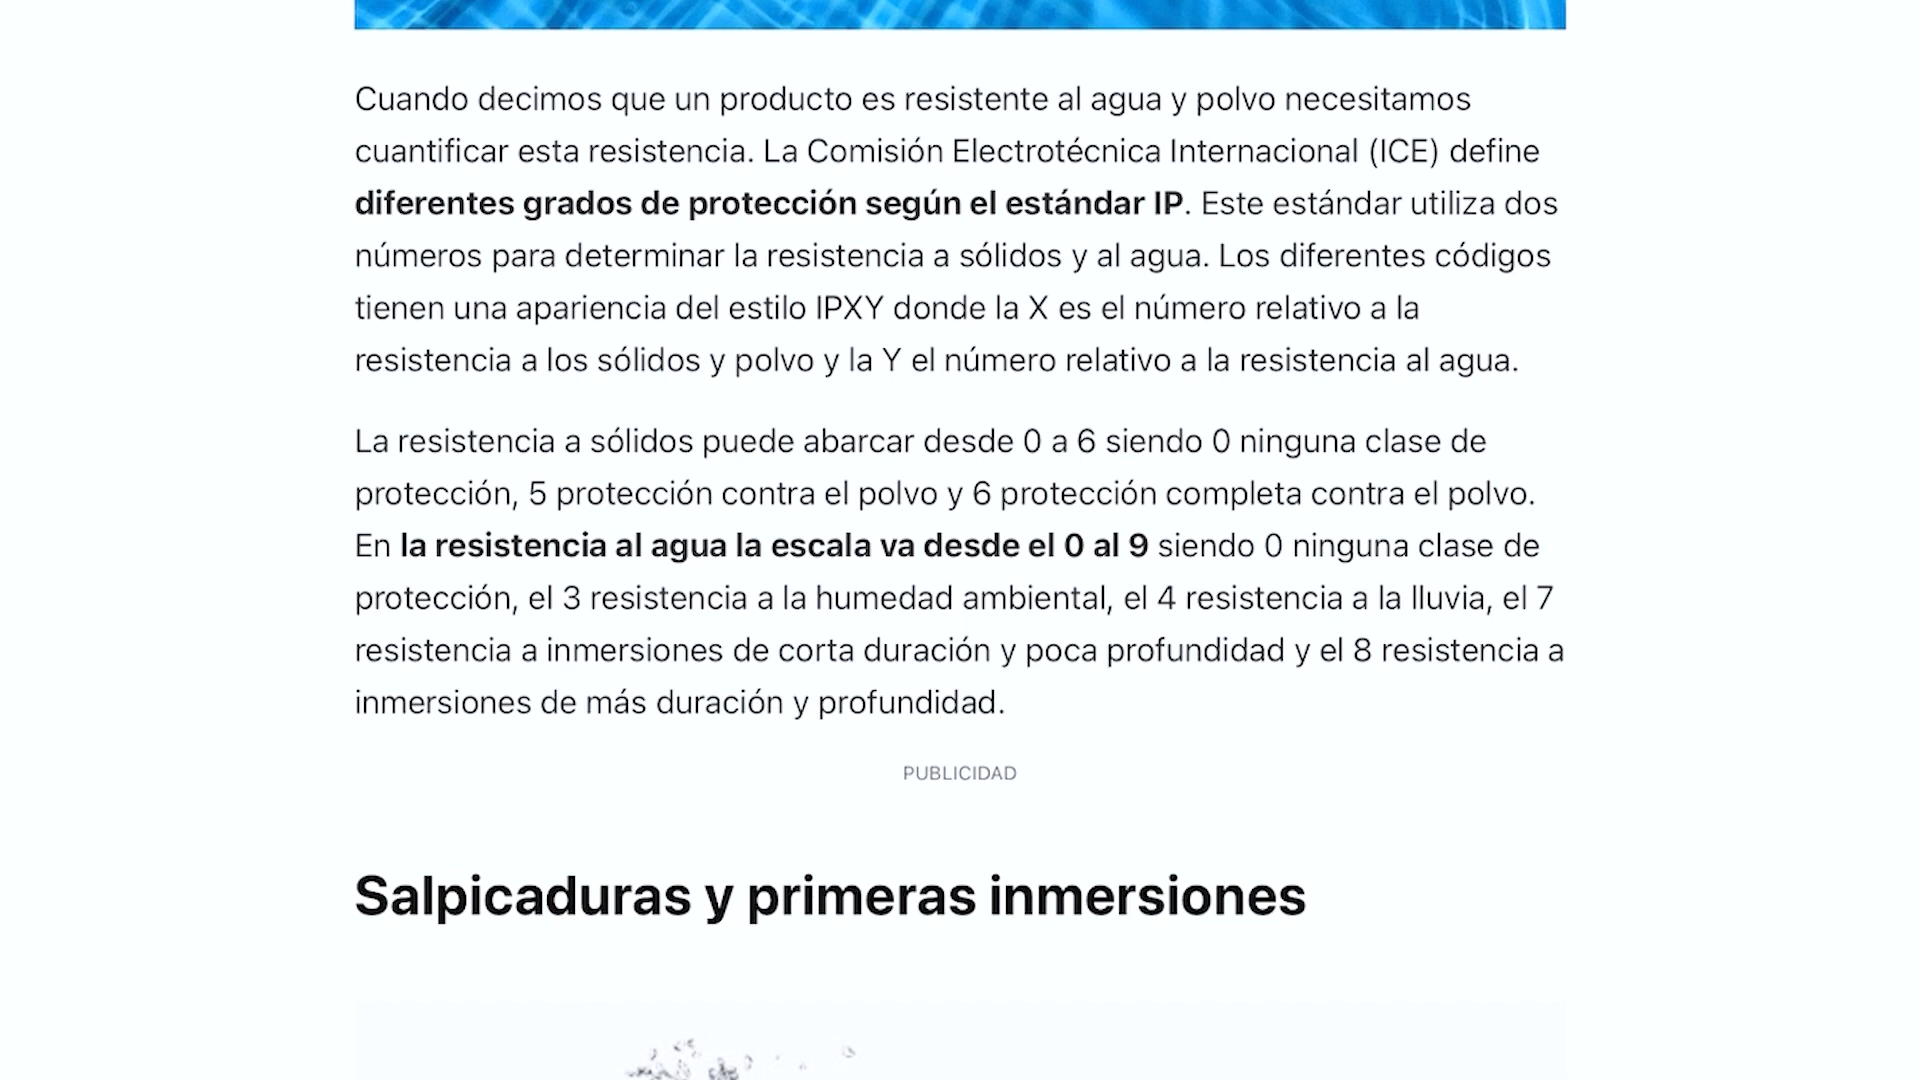 Cuando decimos que un producto es resistente al agua y polvo necesitamos
cuantificar esta resistencia. La Comisión Electrotécnica Internacional (ICE) define
diferentes grados de protección según el estándar IP. Este estándar utiliza dos
números para determinar la resistencia a sólidos y al agua. Los diferentes códigos
tienen una apariencia del estilo IPXY donde la X es el número relativo a la
resistencia a los sólidos y polvo y la Y el número relativo a la resistencia al agua.
La resistencia a sólidos puede abarcar desde 0 a 6 siendo 0 ninguna clase de
protección, 5 protección contra el polvo y 6 protección completa contra el polvo.
En la resistencia al agua la escala va desde el 0 al 9 siendo 0 ninguna clase de
protección, el 3 resistencia a la humedad ambiental, el 4 resistencia a la lluvia, el 7
resistencia a inmersiones de corta duración y poca profundidad y el 8 resistencia a
inmersiones de más duración y profundidad.
PUBLICIDAD
Salpicaduras y primeras inmersiones